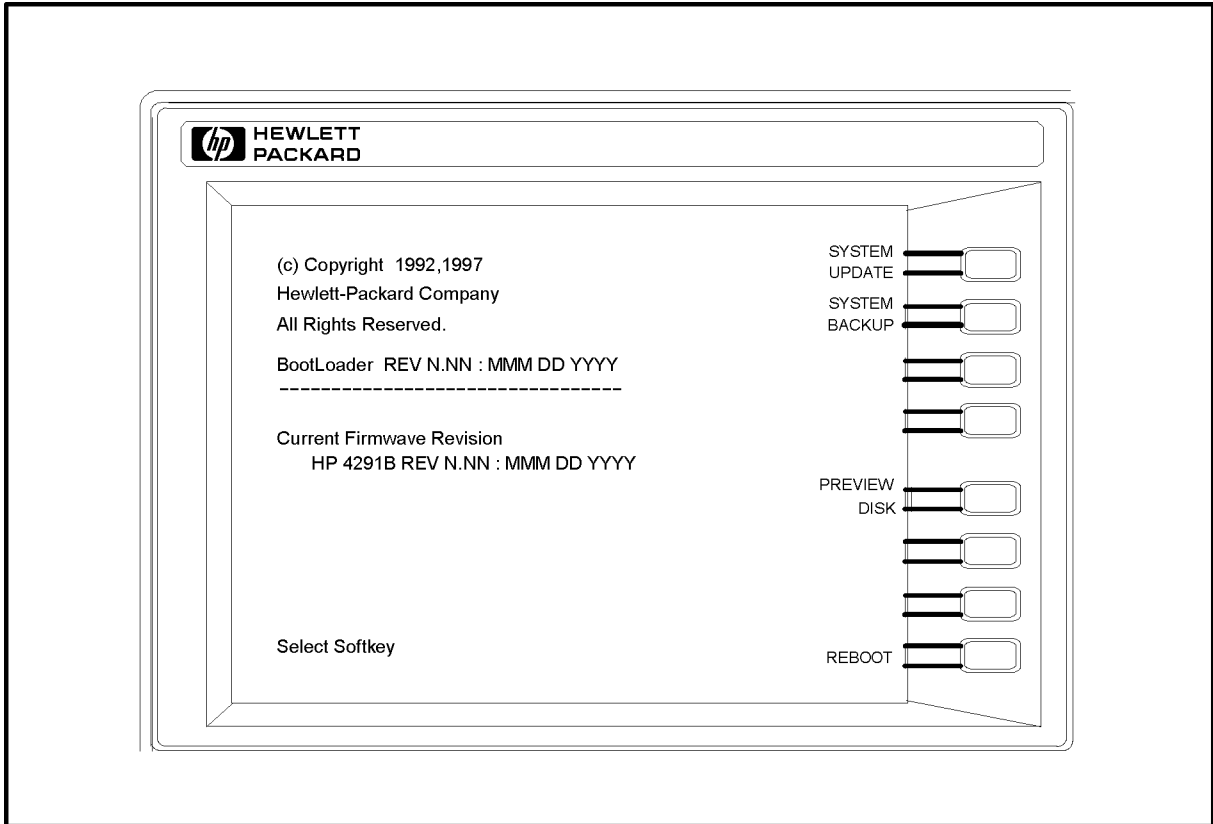 hp HEWLETT
PACKARD
(c) Copyright 1992,1997
Hewlett-Packard Company
All Rights Reserved.
BootLoader REV N.NN : MMM DD YYYY
---------------------------------
Current Firmwave Revision
HP 4291B REV N.NN : MMM DD YYYY
Select Softkey
SYSTEM
UPDATE
SYSTEM
BACKUP
PREVIEW
DISK
REBOOT